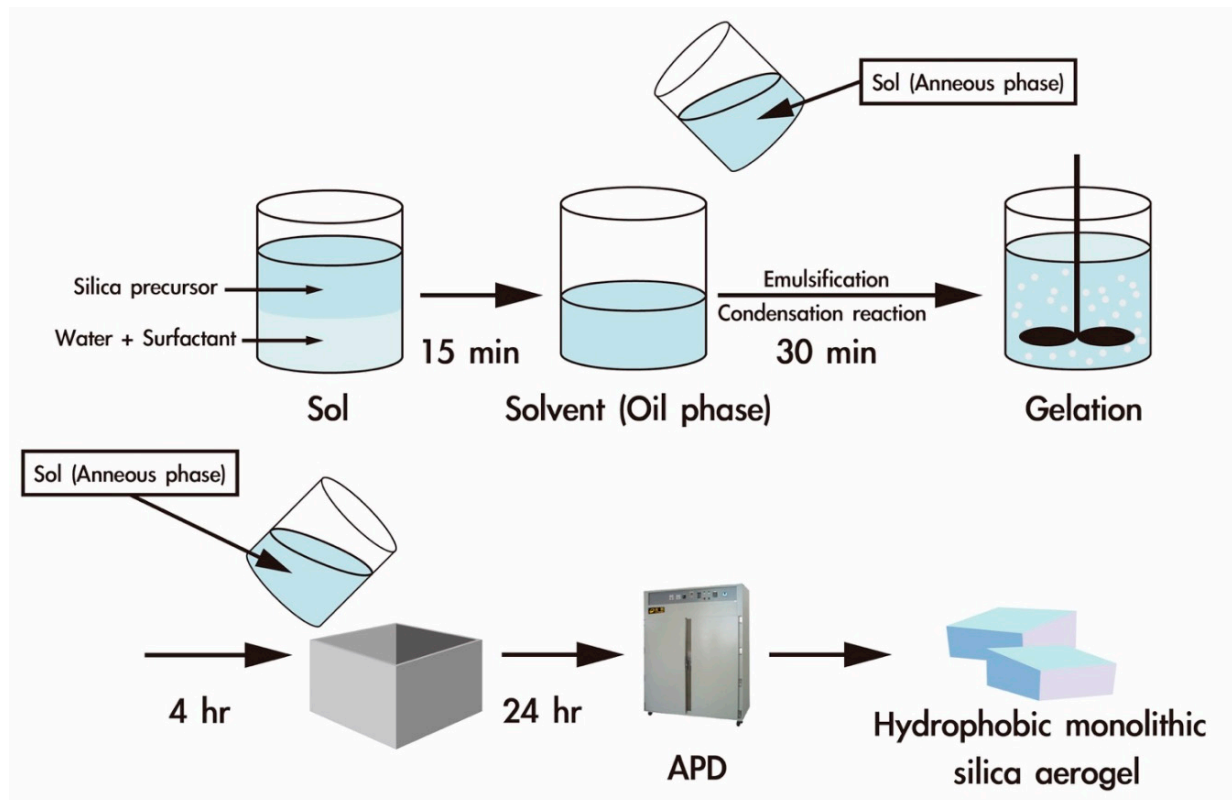 Sol (Anneous phase)
Silica precursor
Water + Surfactant
15 min
Emulsification
Condensation reaction
30 min
Sol
Solvent (Oil phase)
Gelation
Sol (Anneous phase)
4 hr
24 hr
APD
Hydrophobic monolithic
silica aerogel